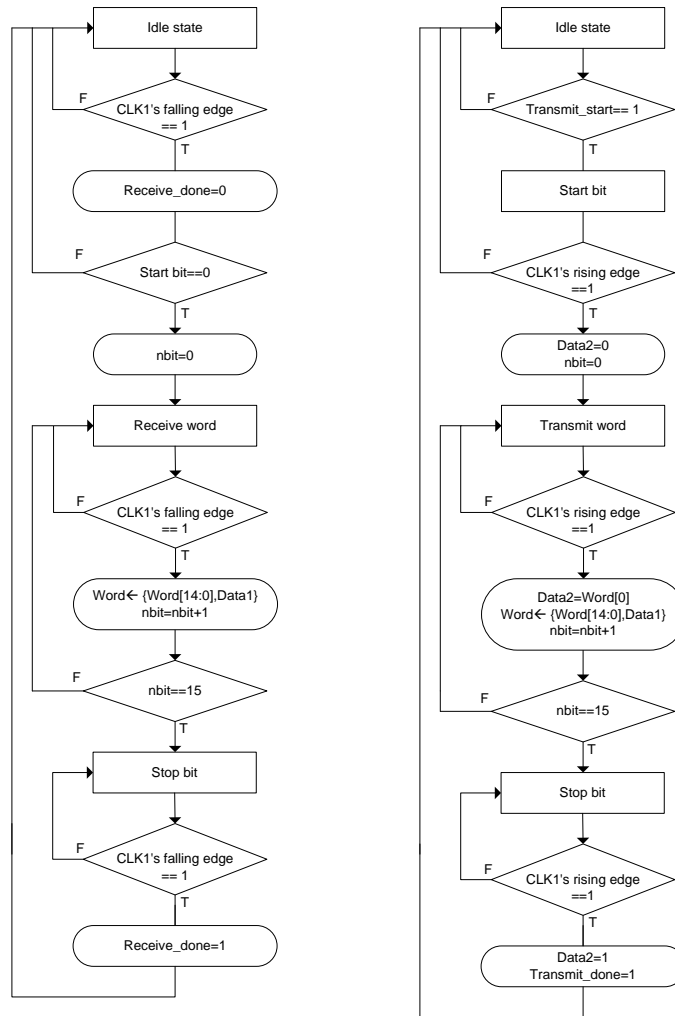 Idle state
F
CLK1's falling edge
== 1
T
Receive_done=0
F
Start bit==0
T
nbit=0
Receive word
F
CLK1's falling edge
== 1
T
Word← {Word[14:0],Data1}
nbit=nbit+1
F
nbit==15
T
Stop bit
F
CLK1's falling edge
== 1
T
Receive_done=1
Idle state
F
Transmit_start== 1
T
Start bit
F
CLK1's rising edge
==1
T
Data2=0
nbit=0
Transmit word
F
CLK1's rising edge
==1
T
Data2=Word[0]
Word← {Word[14:0],Data1}
nbit=nbit+1
F
nbit==15
T
Stop bit
F
CLK1's rising edge
==1
T
Data2=1
Transmit_done=1